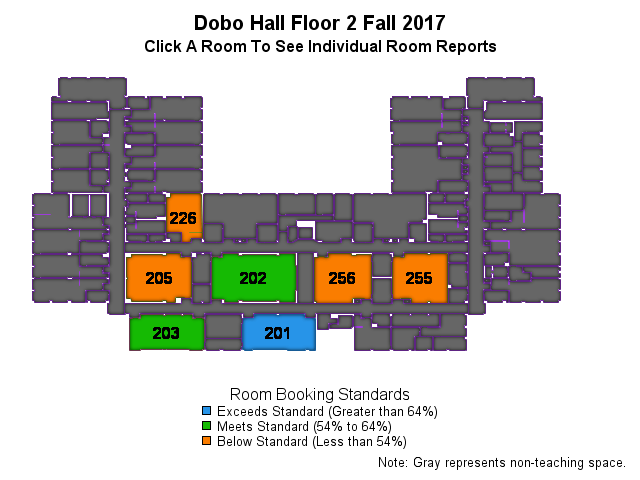 Dobo Hall Floor 2 Fall 2017
Click A Room To See Individual Room Reports
226
205
202
256
255
203
201
Room Booking Standards
Exceeds Standard (Greater than 64%)
Meets Standard (54% to 64%)
Below Standard (Less than 54%)
Note: Gray represents non-teaching space.